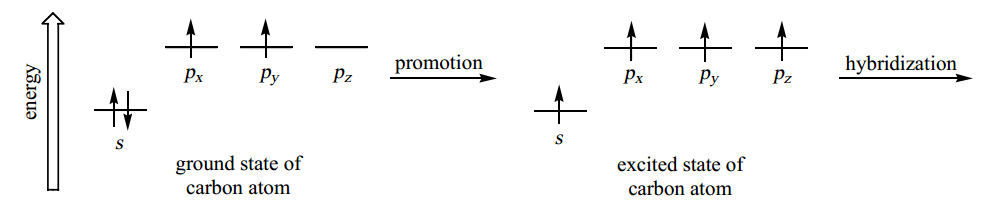 energy
s
px
py
pz
ground state of
carbon atom
promotion
s
px
py
pz
excited state of
carbon atom
hybridization